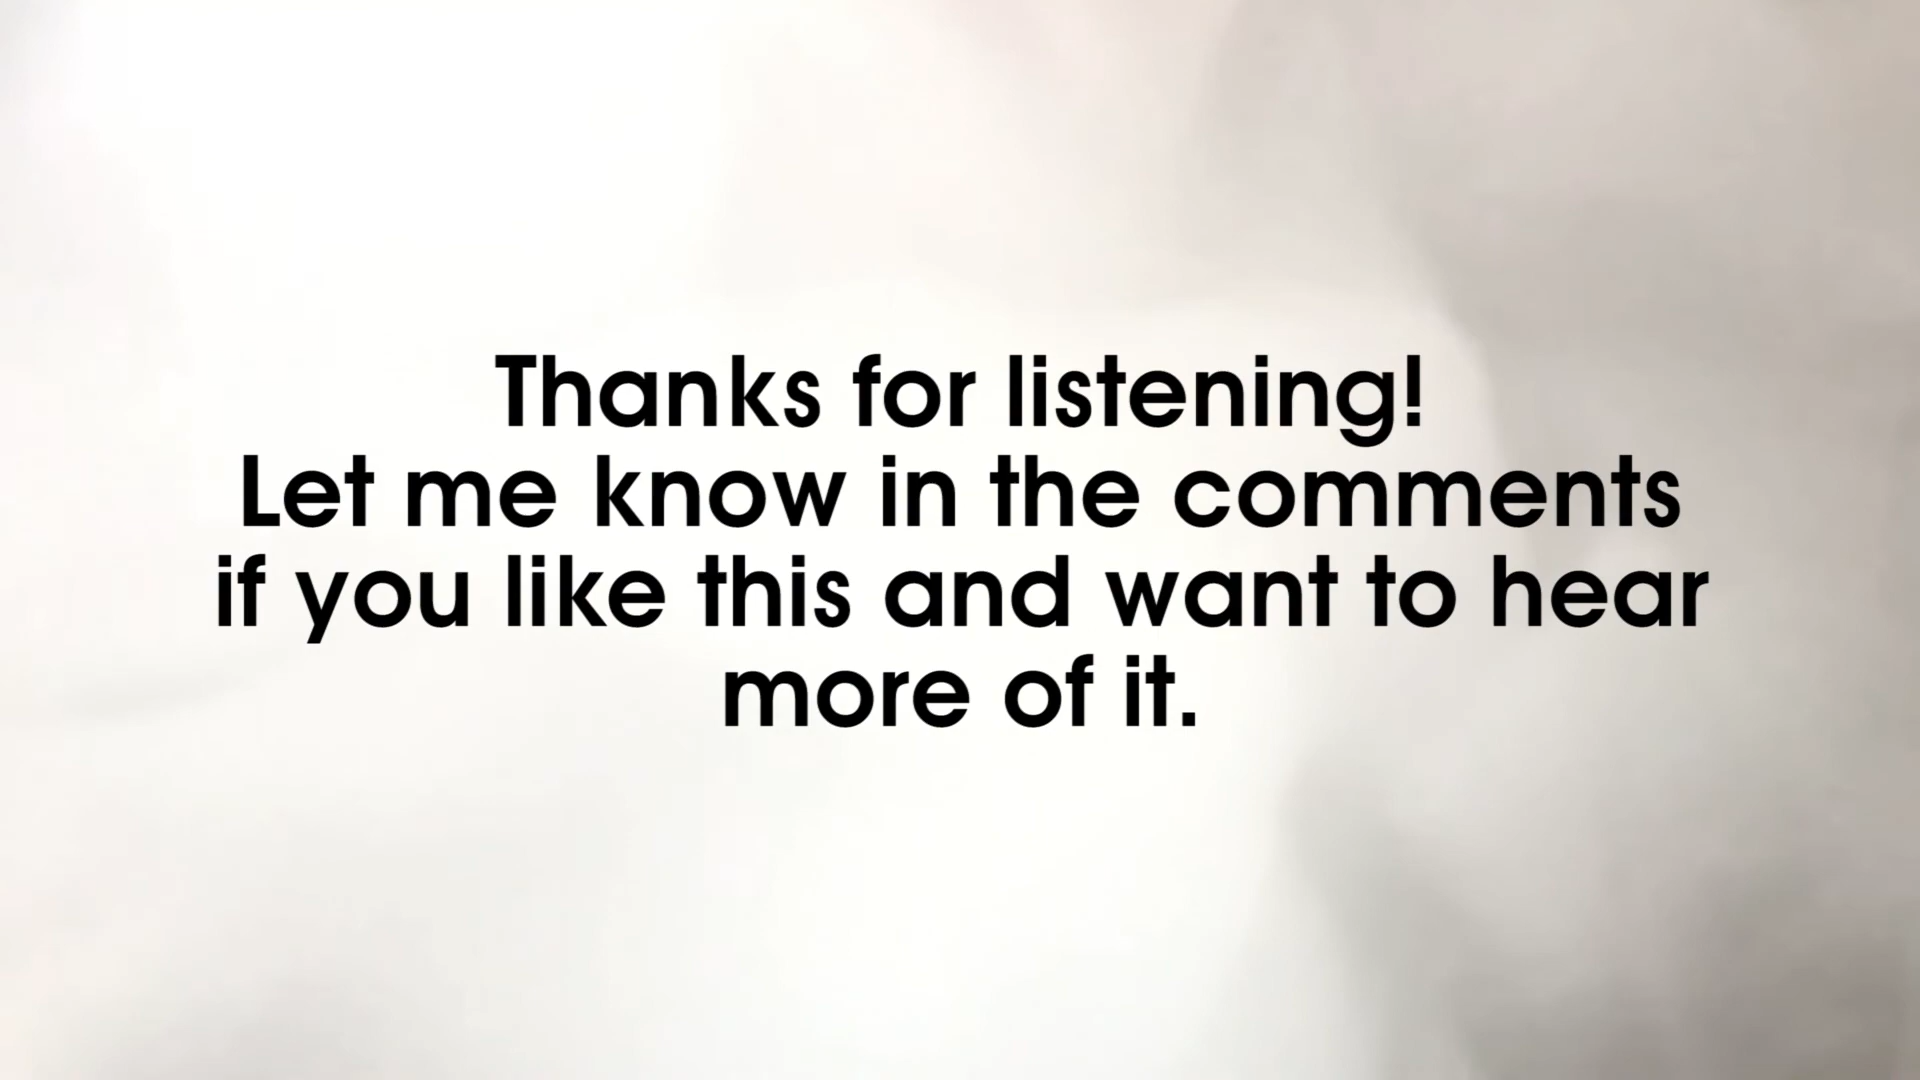 Thanks for listening!
Let me know in the comments
if you like this and want to hear
more of it.